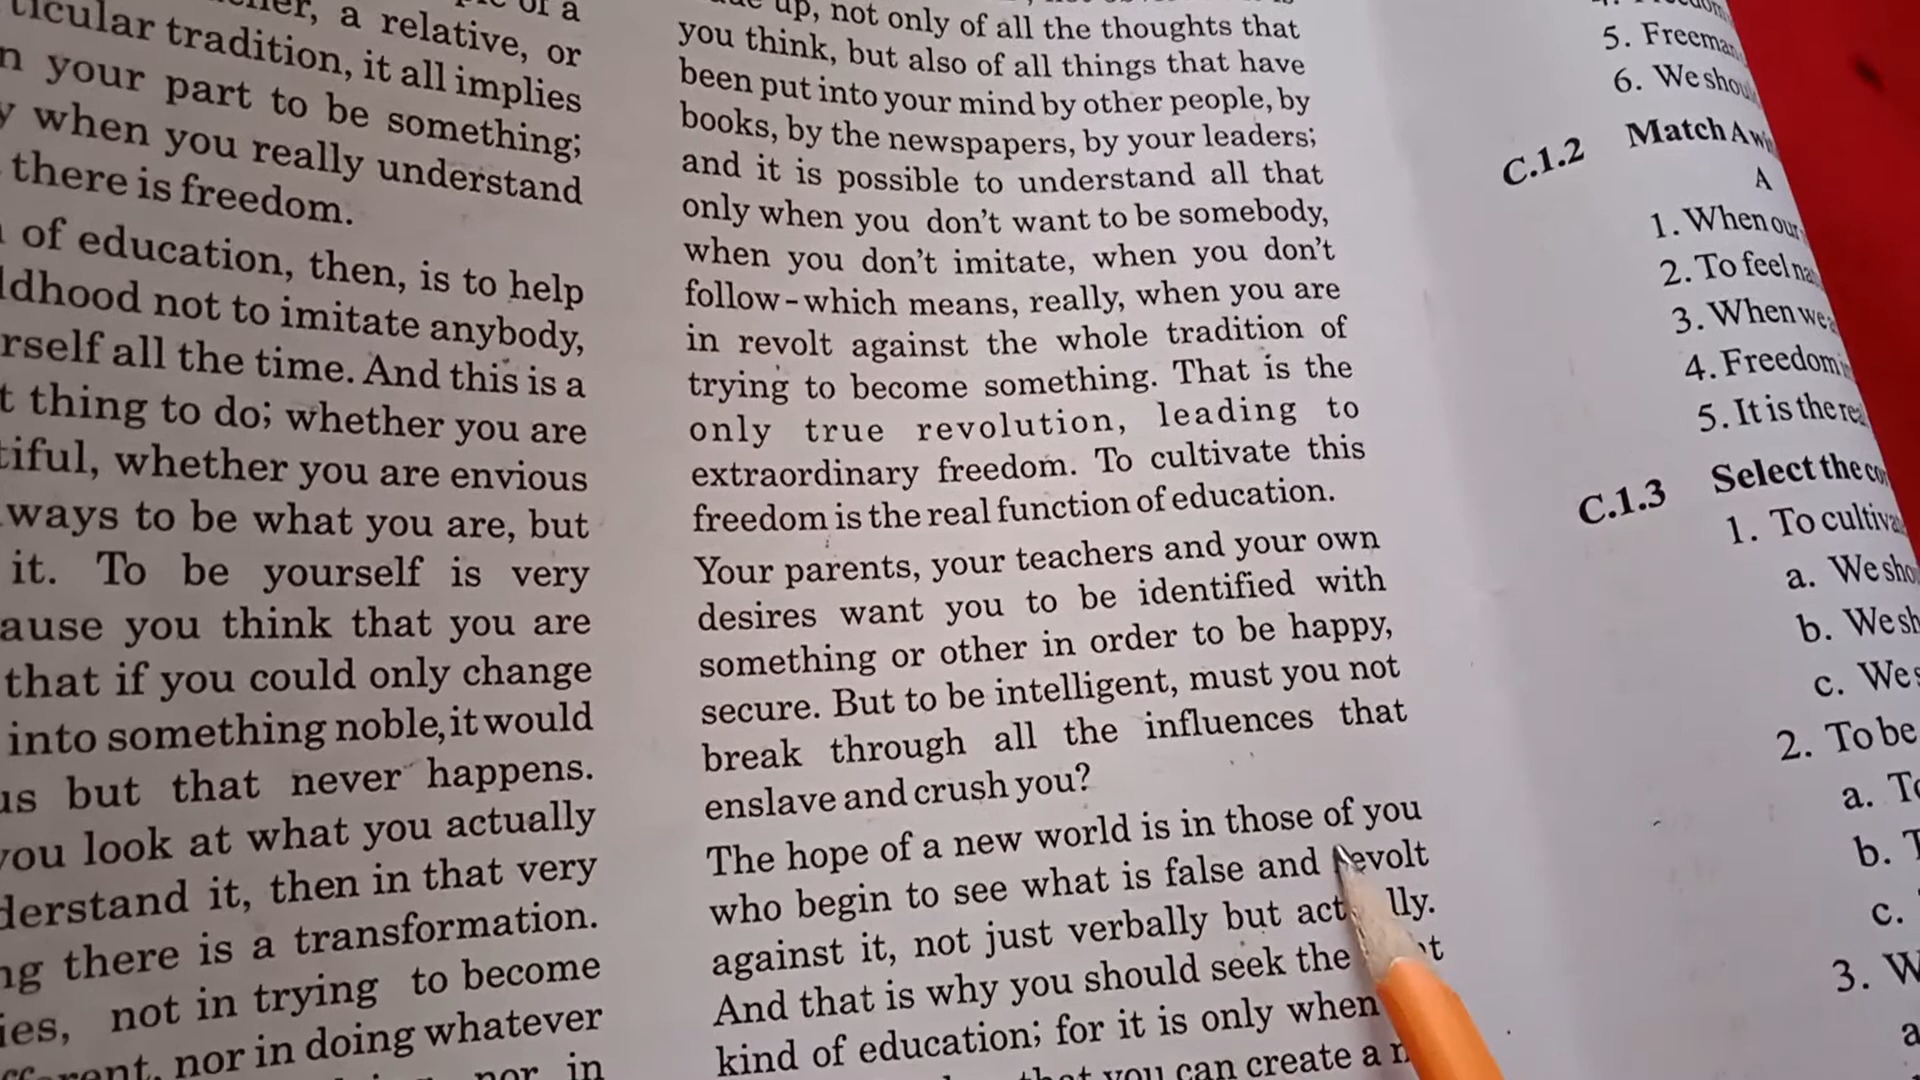 of a
a relative, or
ticular tradition, it all implies
n your part to be something;
y when you really understand
there is freedom.
of education, then, is to help
ldhood not to imitate anybody,
rself all the time. And this is a
t thing to do; whether you are
tiful, whether you are envious
ways to be what you are, but
it. To be yourself is very
ause you think that you are
that if you could only change
into something noble, it would
us but that never happens.
you look at what you actually
derstand it, then in that very
ng there is a transformation.
ies, not in trying to become
nor in doing whatever
nor in
up, not only of all the thoughts that
you think, but also of all things that have
been put into your mind by other people, by
books, by the newspapers, by your leaders;
and it is possible to understand all that
only when you don't want to be somebody,
when you don't imitate, when you don't
follow - which means, really, when you are
in revolt against the whole tradition of
trying to become something. That is the
only true revolution, leading to
extraordinary freedom. To cultivate this
freedom is the real function of education.
Your parents, your teachers and your own
desires want you to be identified with
something or other in order to be happy,
secure. But to be intelligent, must you not
break through all the influences that
enslave and crush you?
The hope of a new world is in those of you
who begin to see what is false and revolt
against it, not just verbally but act lly.
And that is why you should seek the t
kind of education; for it is only when
that you can create a n
5. Freeman
6. We shou
C.1.2 Match A wi
A
1. When our
2. To feel na
3. When we
4. Freedom
5. It is the re
C.1.3 Select the co
1. To cultiva
a. We sho
b. We sh
c. We s
2. To be
a. To
b. T
c.
3. W
a